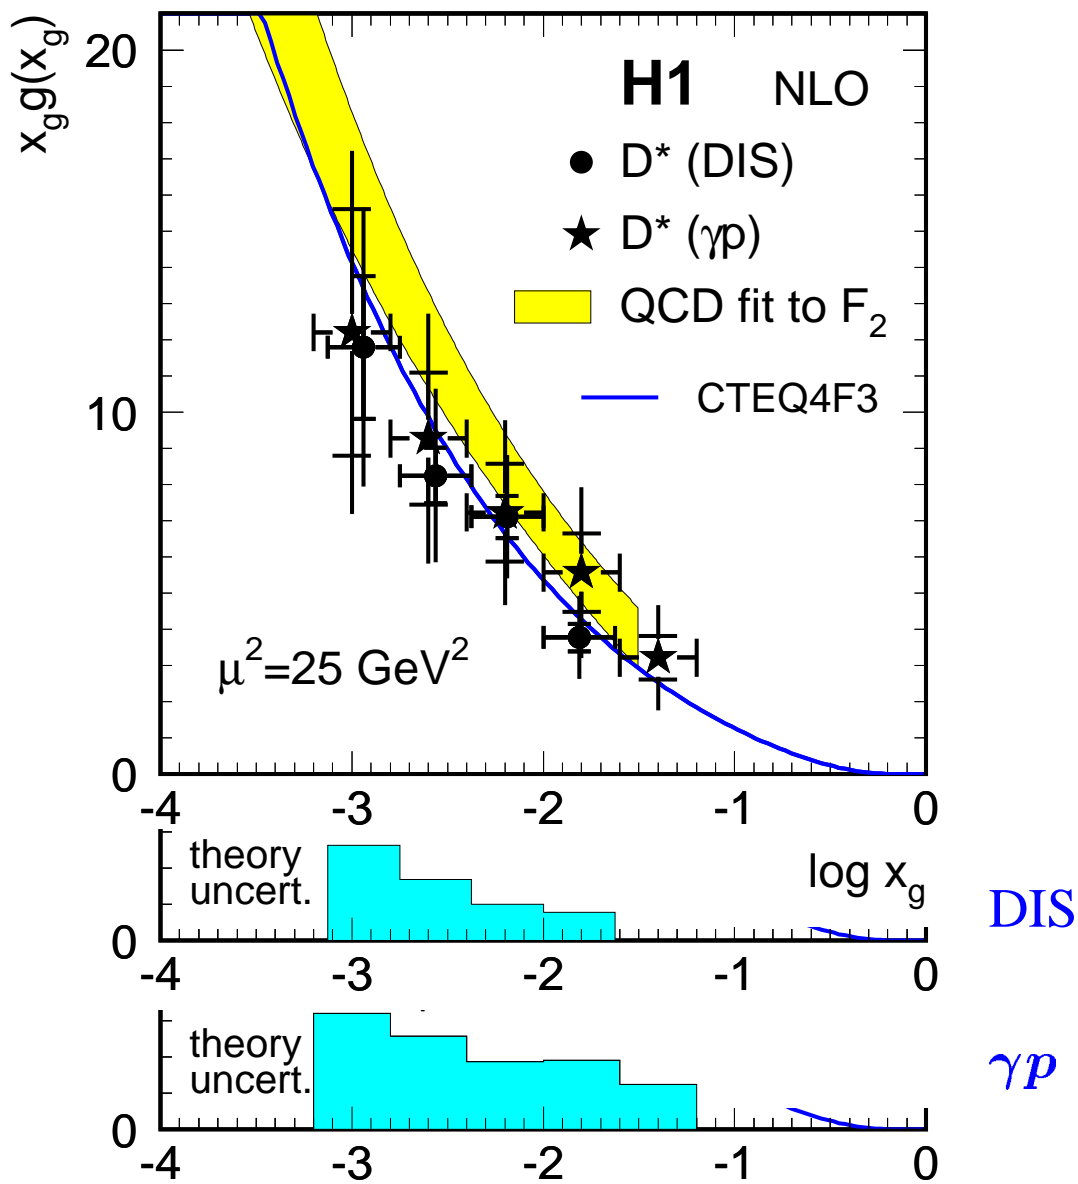 x_g g(x_g)
20
H1 NLO
D* (DIS)
D* (γp)
QCD fit to F_2
10
CTEQ4F3
μ^2=25 GeV^2
0
-4 -3 -2 -1 0
theory
uncert.
log x_g
DIS
0
-4 -3 -2 -1 0
theory
uncert.
γp
0
-4 -3 -2 -1 0